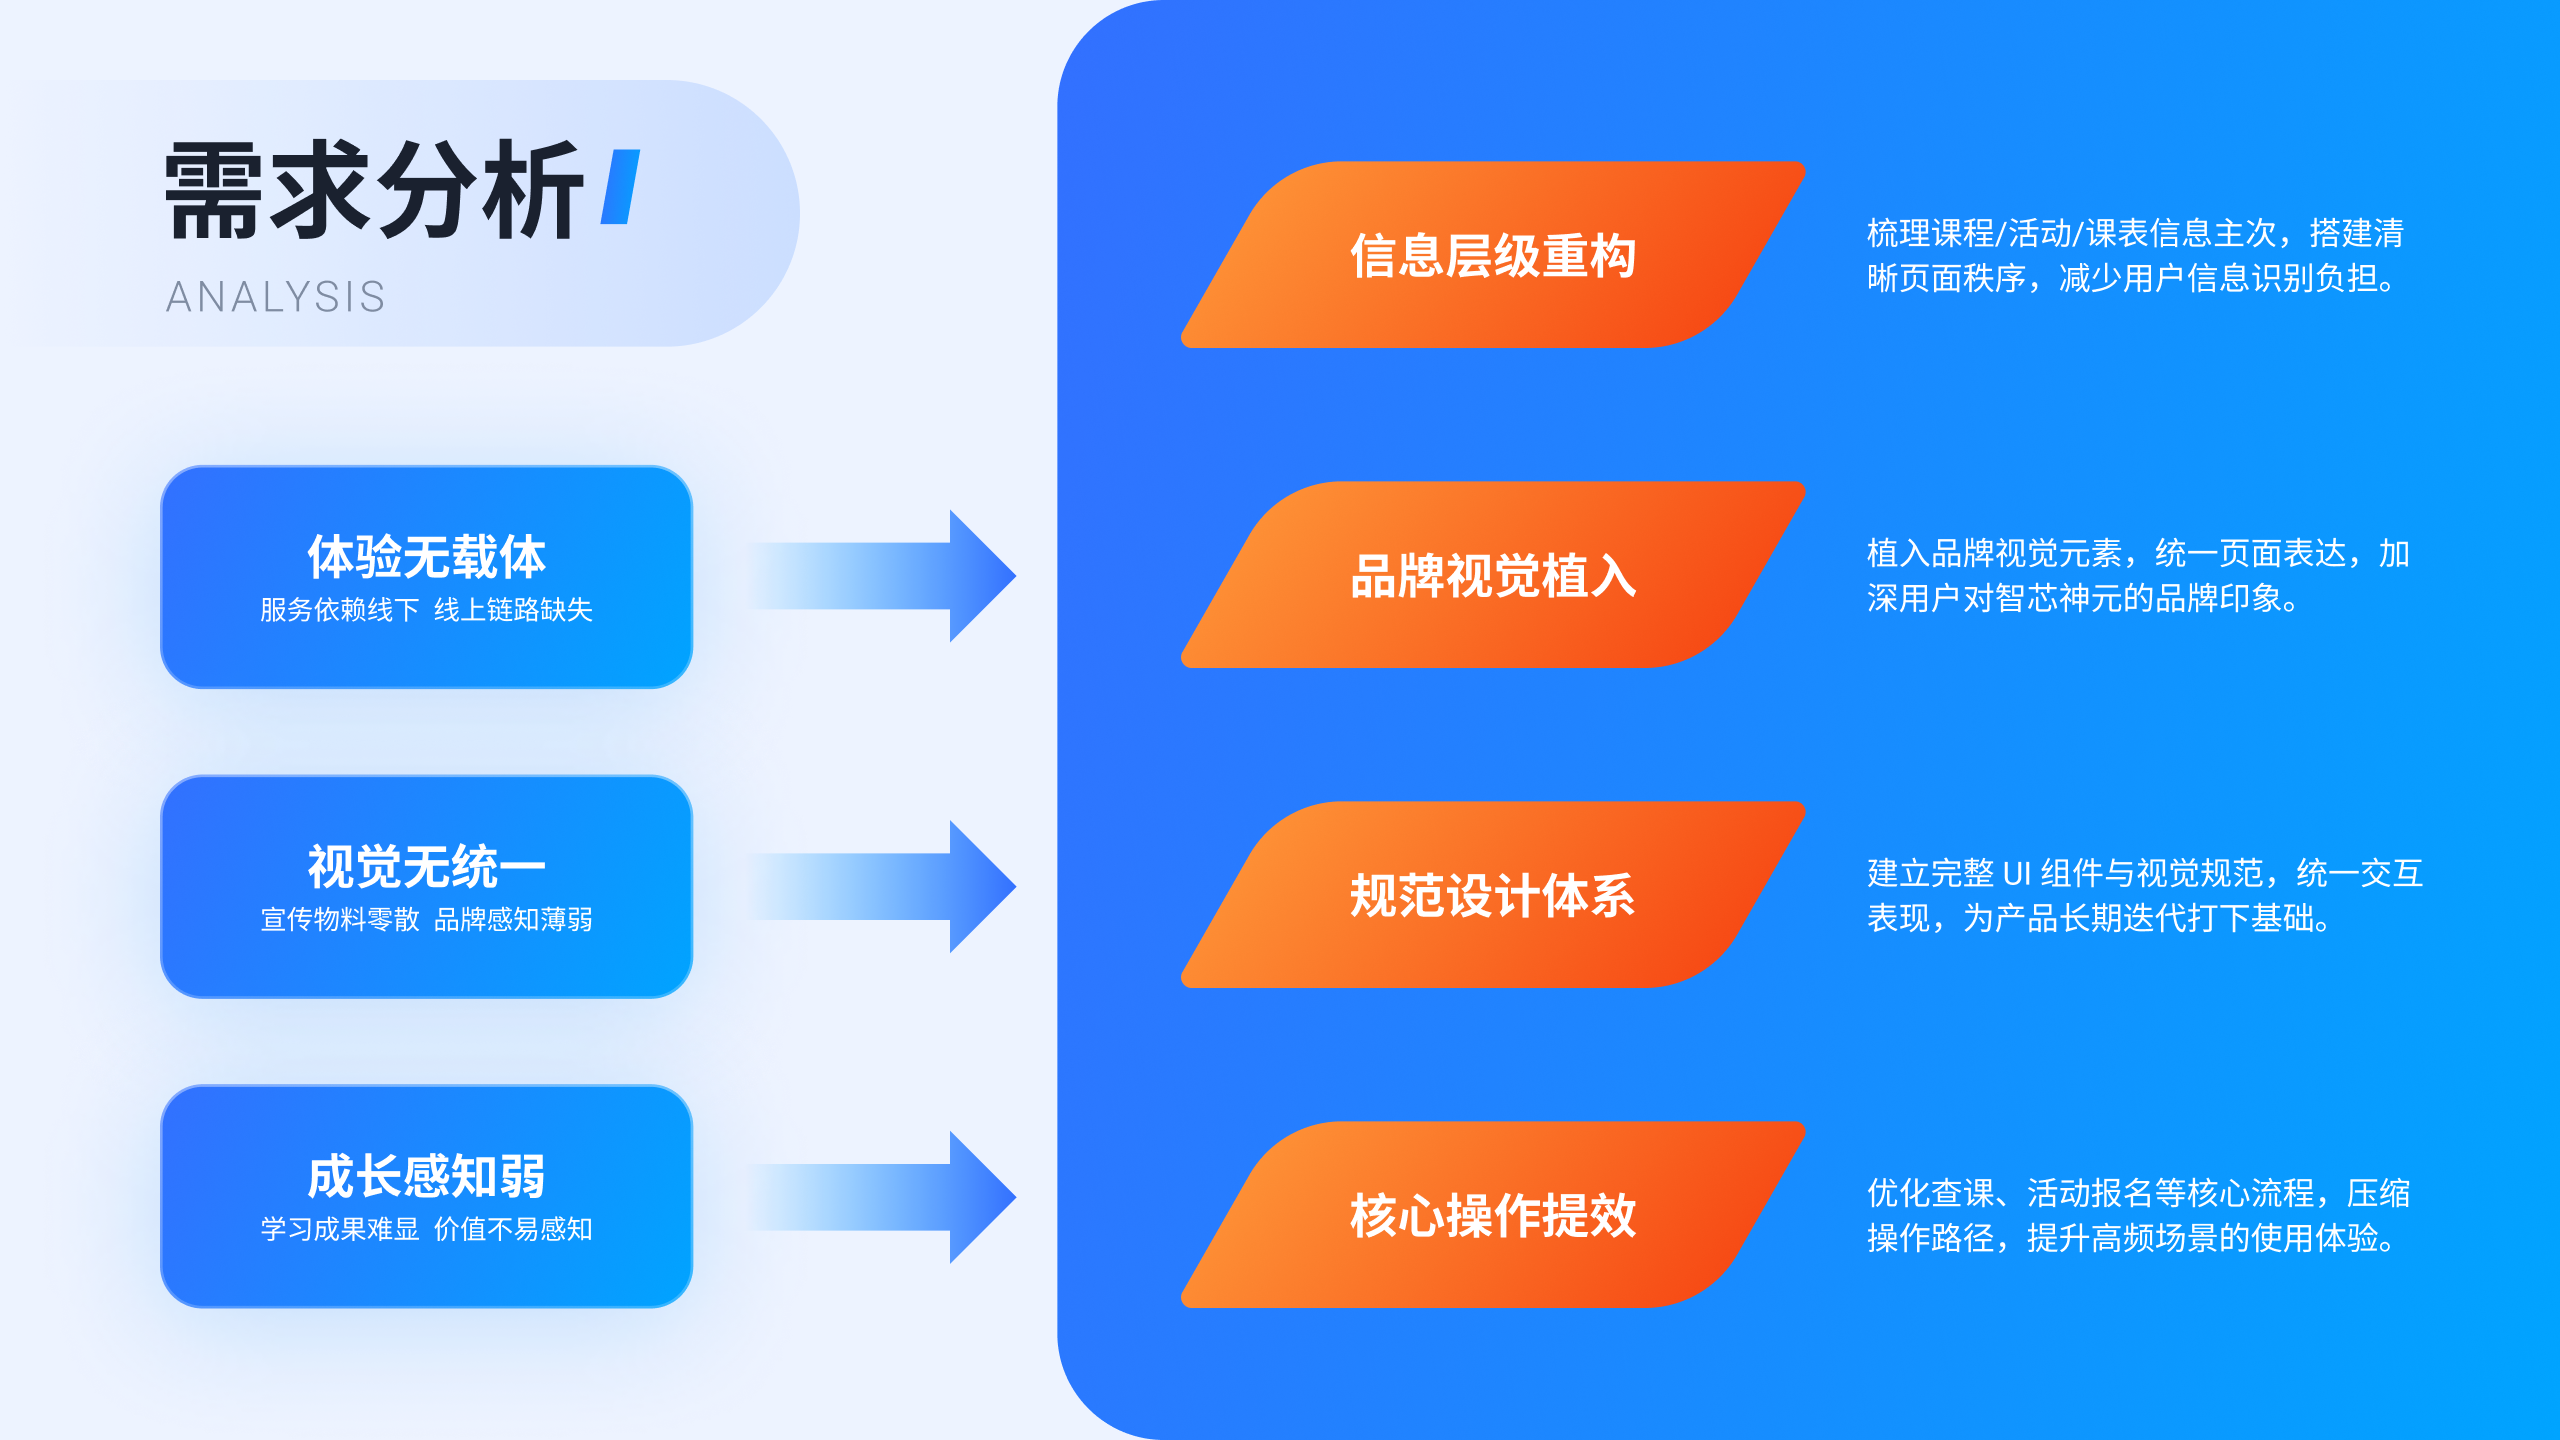 需求分析
ANALYSIS
体验无载体
服务依赖线下 线上链路缺失
视觉无统一
宣传物料零散 品牌感知薄弱
成长感知弱
学习成果难显 价值不易感知
信息层级重构
梳理课程/活动/课表信息主次，搭建清
晰页面秩序，减少用户信息识别负担。
品牌视觉植入
植入品牌视觉元素，统一页面表达，加
深用户对智芯神元的品牌印象。
规范设计体系
建立完整 UI 组件与视觉规范，统一交互
表现，为产品长期迭代打下基础。
核心操作提效
优化查课、活动报名等核心流程，压缩
操作路径，提升高频场景的使用体验。